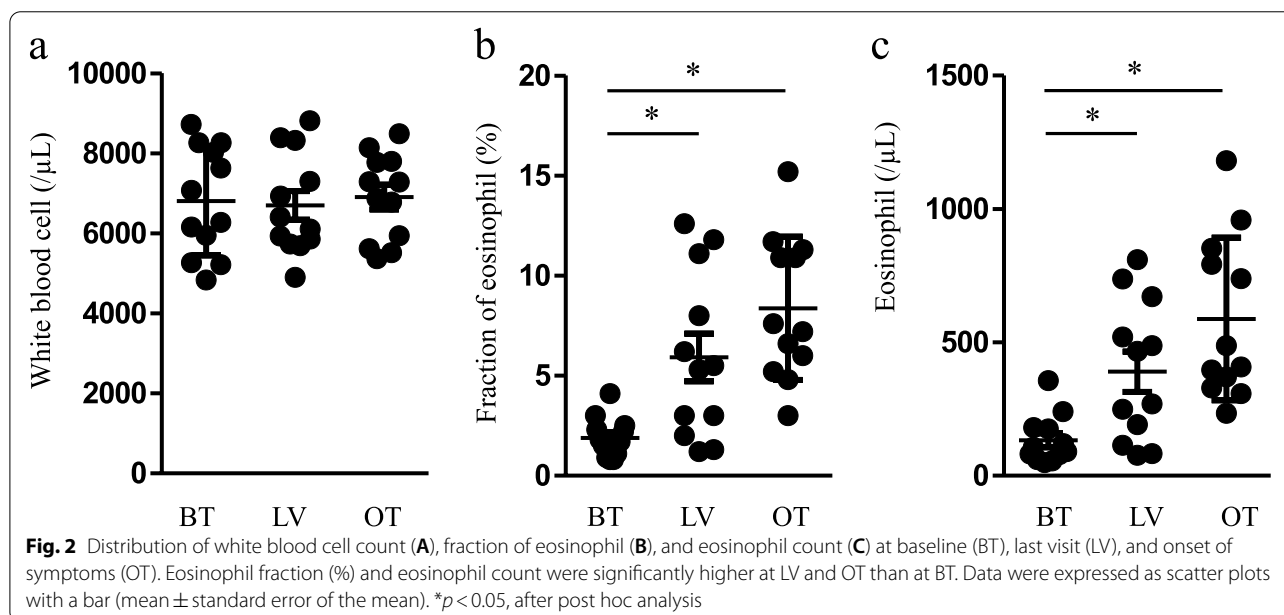 a
10000
8000
6000
4000
2000
0
White blood cell (/μL)
BT LV OT
b
20
15
10
5
0
Fraction of eosinophil (%)
*
*
BT LV OT
c
1500
1000
500
0
Eosinophil (/μL)
*
*
BT LV OT
Fig. 2 Distribution of white blood cell count (A), fraction of eosinophil (B), and eosinophil count (C) at baseline (BT), last visit (LV), and onset of
symptoms (OT). Eosinophil fraction (%) and eosinophil count were significantly higher at LV and OT than at BT. Data were expressed as scatter plots
with a bar (mean ± standard error of the mean). *p < 0.05, after post hoc analysis